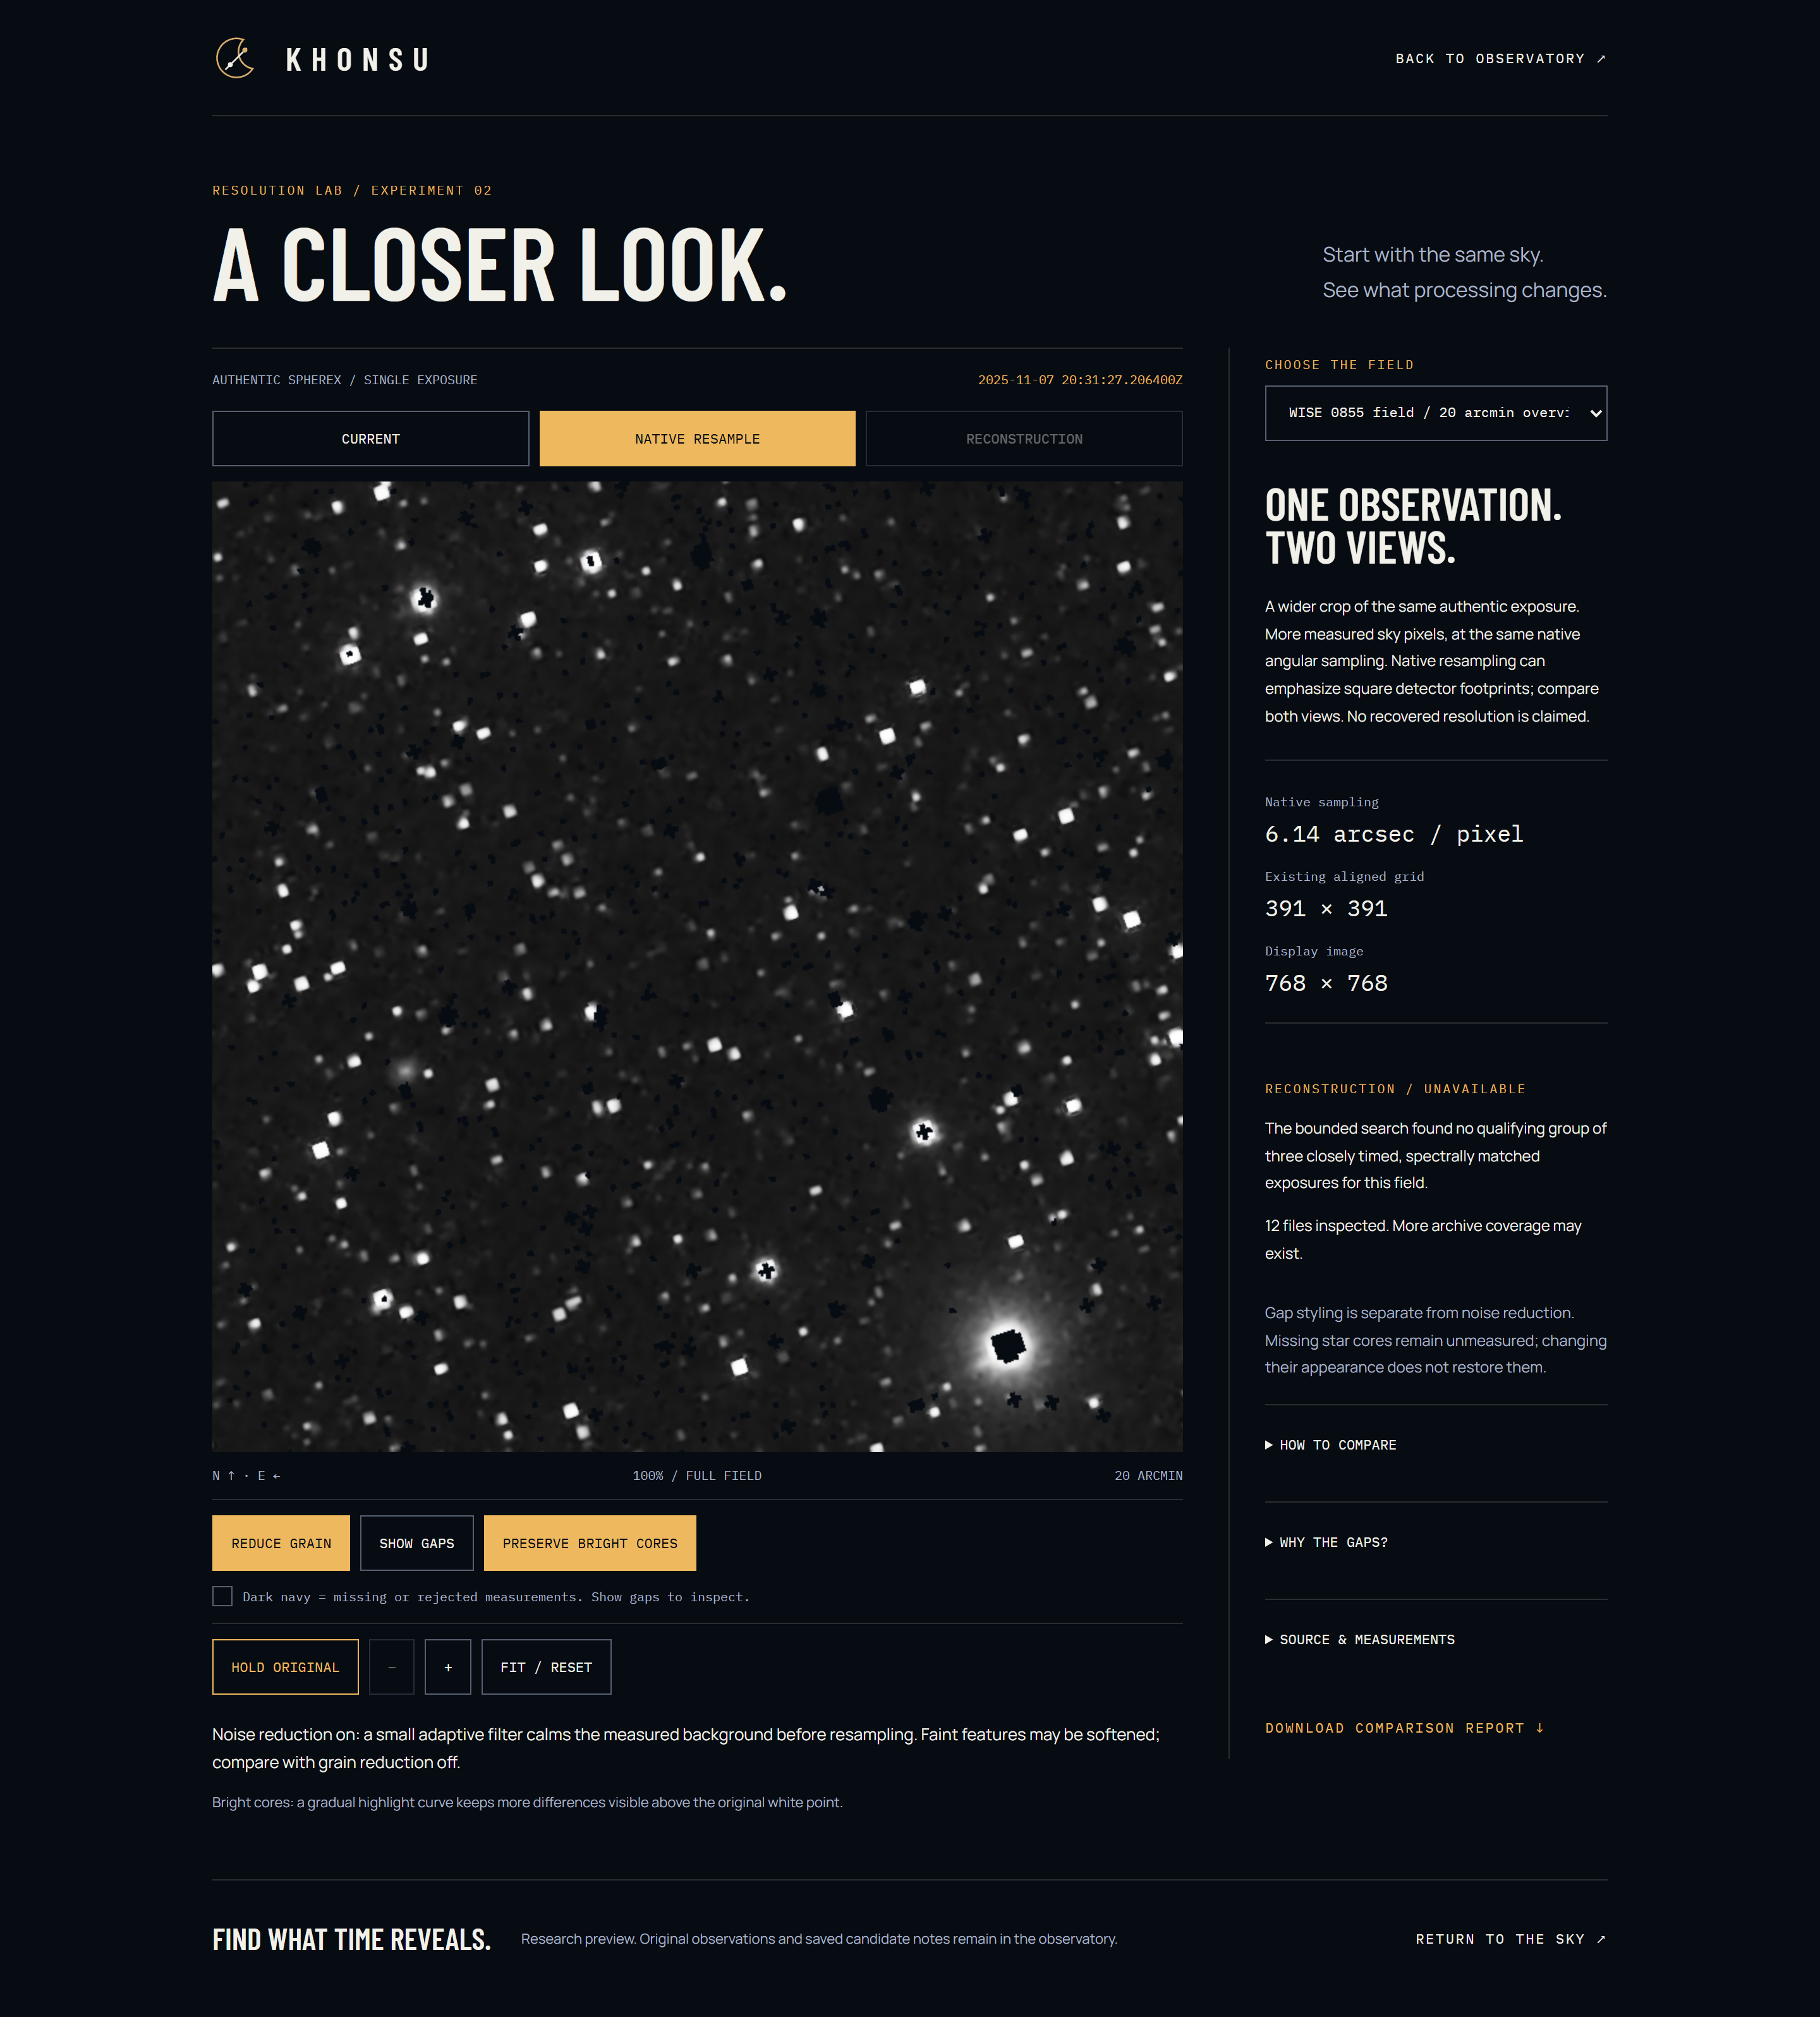 KHONSU
BACK TO OBSERVATORY ↗
RESOLUTION LAB / EXPERIMENT 02
A CLOSER LOOK.
Start with the same sky.
See what processing changes.
AUTHENTIC SPHEREX / SINGLE EXPOSURE
2025-11-07 20:31:27.206400Z
CURRENT
NATIVE RESAMPLE
RECONSTRUCTION
N ↑ · E ←
100% / FULL FIELD
20 ARCMIN
REDUCE GRAIN
SHOW GAPS
PRESERVE BRIGHT CORES
Dark navy = missing or rejected measurements. Show gaps to inspect.
HOLD ORIGINAL
−
+
FIT / RESET
Noise reduction on: a small adaptive filter calms the measured background before resampling. Faint features may be softened;
compare with grain reduction off.
Bright cores: a gradual highlight curve keeps more differences visible above the original white point.
CHOOSE THE FIELD
WISE 0855 field / 20 arcmin overv
ONE OBSERVATION.
TWO VIEWS.
A wider crop of the same authentic exposure.
More measured sky pixels, at the same native
angular sampling. Native resampling can
emphasize square detector footprints; compare
both views. No recovered resolution is claimed.
Native sampling
6.14 arcsec / pixel
Existing aligned grid
391 × 391
Display image
768 × 768
RECONSTRUCTION / UNAVAILABLE
The bounded search found no qualifying group of
three closely timed, spectrally matched
exposures for this field.
12 files inspected. More archive coverage may
exist.
Gap styling is separate from noise reduction.
Missing star cores remain unmeasured; changing
their appearance does not restore them.
▶ HOW TO COMPARE
▶ WHY THE GAPS?
▶ SOURCE & MEASUREMENTS
DOWNLOAD COMPARISON REPORT ↓
FIND WHAT TIME REVEALS.
Research preview. Original observations and saved candidate notes remain in the observatory.
RETURN TO THE SKY ↗